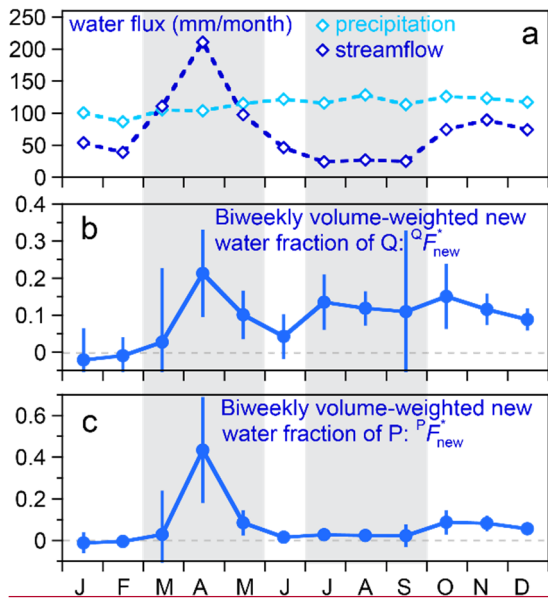 water flux (mm/month)
precipitation
streamflow
a
250
200
150
100
50
0
b
Biweekly volume-weighted new
water fraction of Q: QF*new
0.4
0.3
0.2
0.1
0
c
Biweekly volume-weighted new
water fraction of P: PF*new
0.6
0.4
0.2
0
J F M A M J J A S O N D